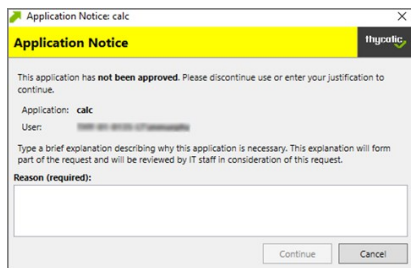 Application Notice: calc
Application Notice
thycotic
This application has not been approved. Please discontinue use or enter your justification to
continue.
Application: calc
User:
Type a brief explanation describing why this application is necessary. This explanation will form
part of the request and will be reviewed by IT staff in consideration of this request.
Reason (required):
Continue
Cancel